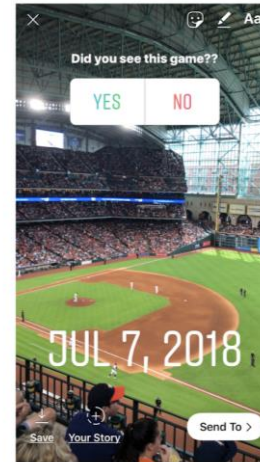 Aa
Did you see this game??
YES NO
JUL 7, 2018
Save Your Story Send To >